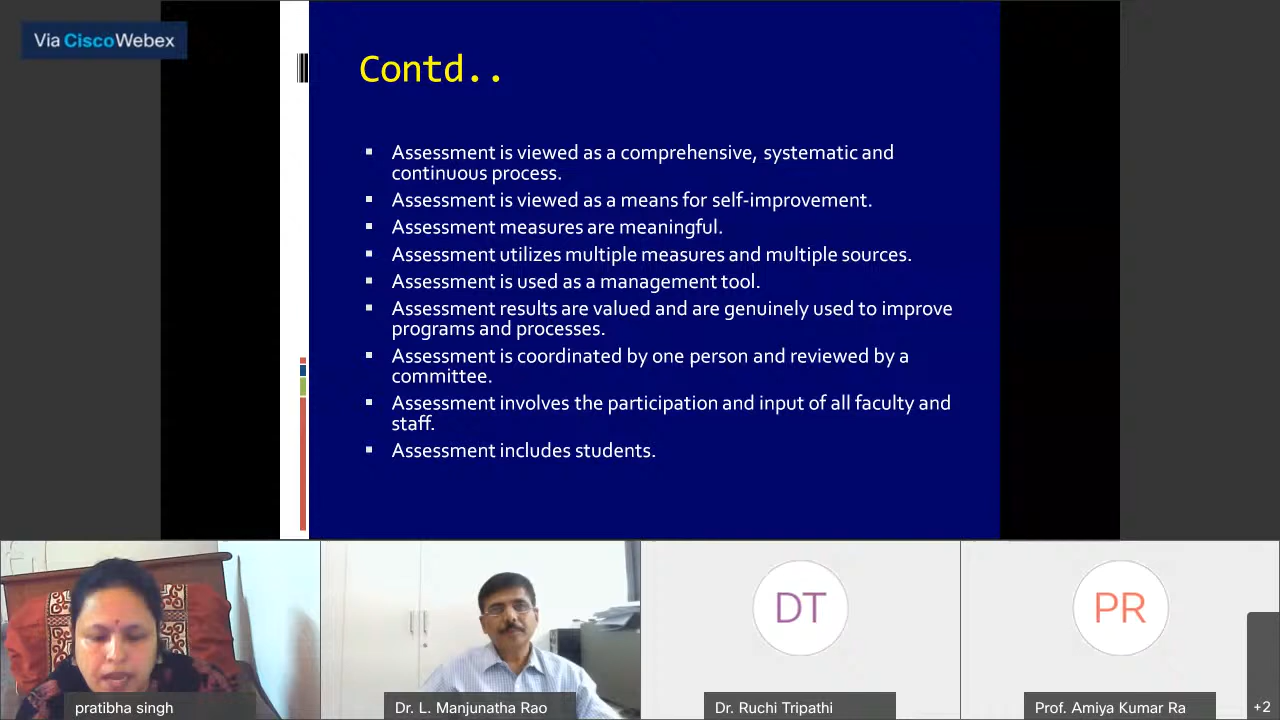 Via Cisco Webex
Contd..
▪ Assessment is viewed as a comprehensive, systematic and
continuous process.
▪ Assessment is viewed as a means for self-improvement.
▪ Assessment measures are meaningful.
▪ Assessment utilizes multiple measures and multiple sources.
▪ Assessment is used as a management tool.
▪ Assessment results are valued and are genuinely used to improve
programs and processes.
▪ Assessment is coordinated by one person and reviewed by a
committee.
▪ Assessment involves the participation and input of all faculty and
staff.
▪ Assessment includes students.
DT
PR
pratibha singh
Dr. L. Manjunatha Rao
Dr. Ruchi Tripathi
Prof. Amiya Kumar Ra
+2